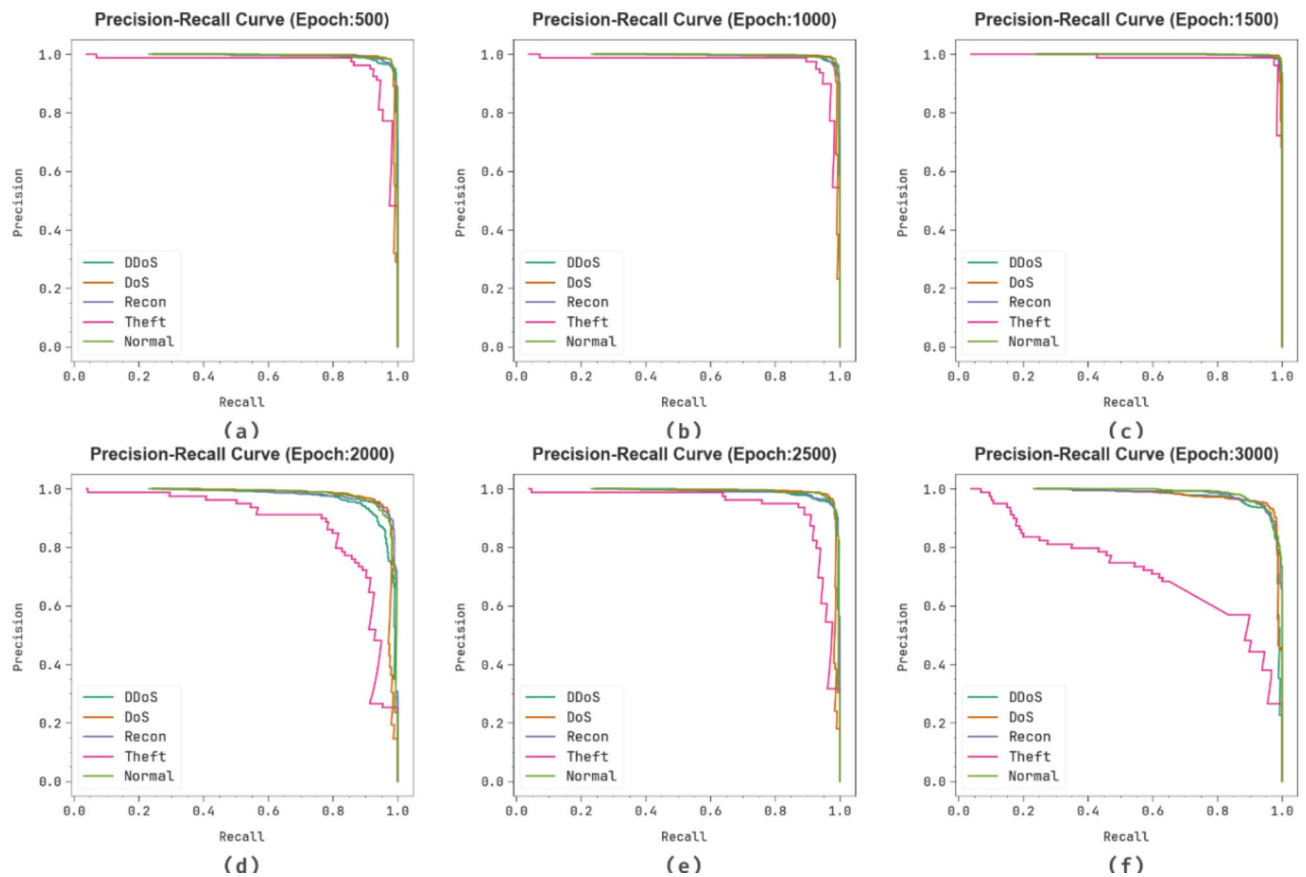 Precision-Recall Curve (Epoch:500)
1.0
0.8
0.6
0.4
0.2
0.0
Precision
DDoS
DoS
Recon
Theft
Normal
0.0 0.2 0.4 0.6 0.8 1.0
Recall
(a)
Precision-Recall Curve (Epoch:1000)
1.0
0.8
0.6
0.4
0.2
0.0
Precision
DDoS
DoS
Recon
Theft
Normal
0.0 0.2 0.4 0.6 0.8 1.0
Recall
(b)
Precision-Recall Curve (Epoch:1500)
1.0
0.8
0.6
0.4
0.2
0.0
Precision
DDoS
DoS
Recon
Theft
Normal
0.0 0.2 0.4 0.6 0.8 1.0
Recall
(c)
Precision-Recall Curve (Epoch:2000)
1.0
0.8
0.6
0.4
0.2
0.0
Precision
DDoS
DoS
Recon
Theft
Normal
0.0 0.2 0.4 0.6 0.8 1.0
Recall
(d)
Precision-Recall Curve (Epoch:2500)
1.0
0.8
0.6
0.4
0.2
0.0
Precision
DDoS
DoS
Recon
Theft
Normal
0.0 0.2 0.4 0.6 0.8 1.0
Recall
(e)
Precision-Recall Curve (Epoch:3000)
1.0
0.8
0.6
0.4
0.2
0.0
Precision
DDoS
DoS
Recon
Theft
Normal
0.0 0.2 0.4 0.6 0.8 1.0
Recall
(f)